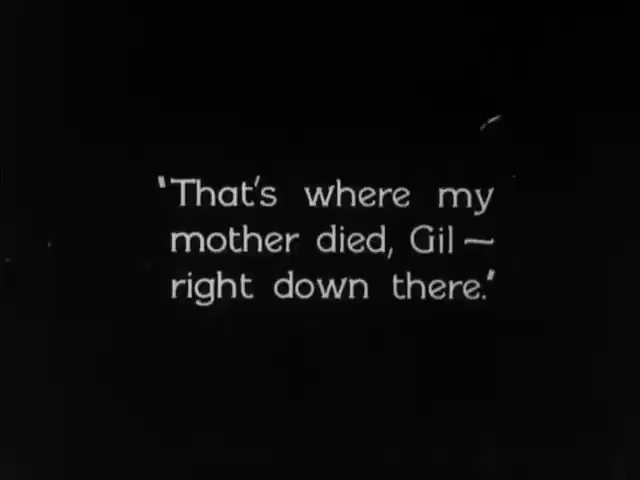 "That's where my
mother died, Gil —
right down there."